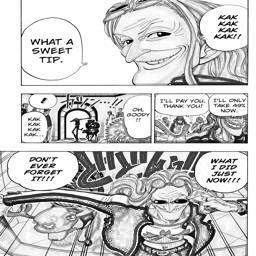 KAK
KAK
KAK
KAK!!
WHAT A
SWEET
TIP.
I'LL ONLY
TAKE 49%
NOW.
I'LL PAY YOU.
THANK YOU!
OH,
GOODY
!!
!
KAK
KAK
KAK
KAK...
WHAT I
DID
JUST
NOW!!!
DON'T
EVER
FORGET
IT!!!